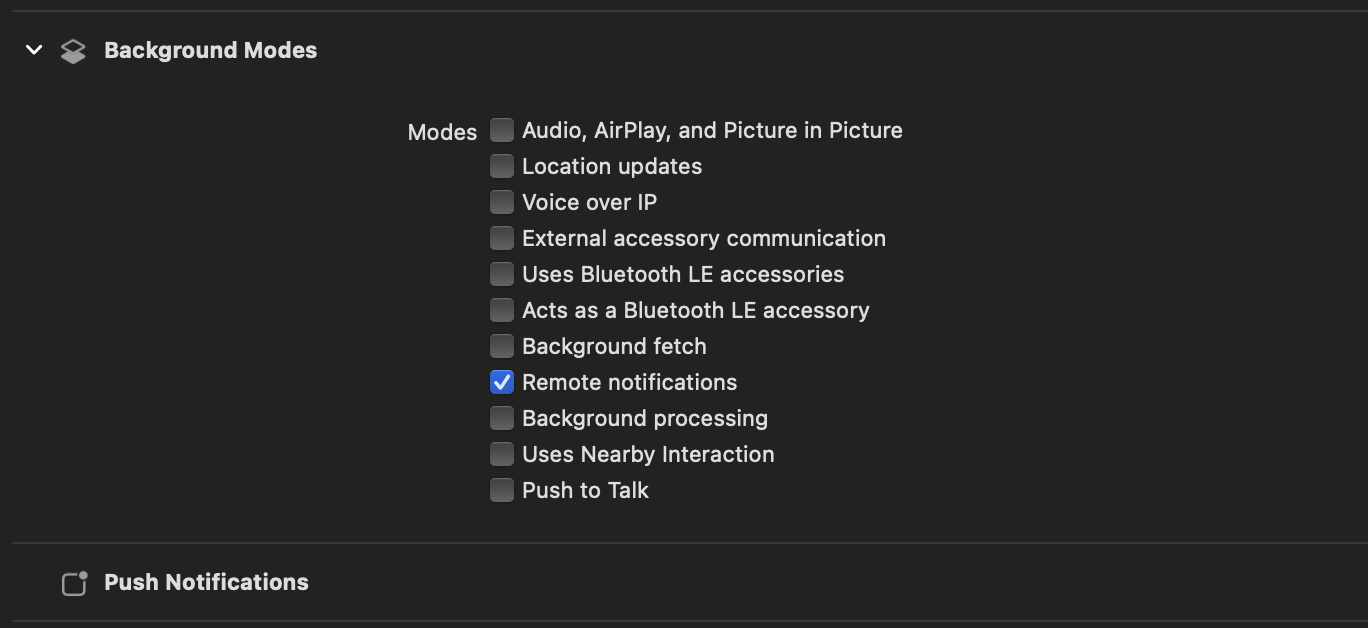 Background Modes
Modes
Audio, AirPlay, and Picture in Picture
Location updates
Voice over IP
External accessory communication
Uses Bluetooth LE accessories
Acts as a Bluetooth LE accessory
Background fetch
Remote notifications
Background processing
Uses Nearby Interaction
Push to Talk
Push Notifications